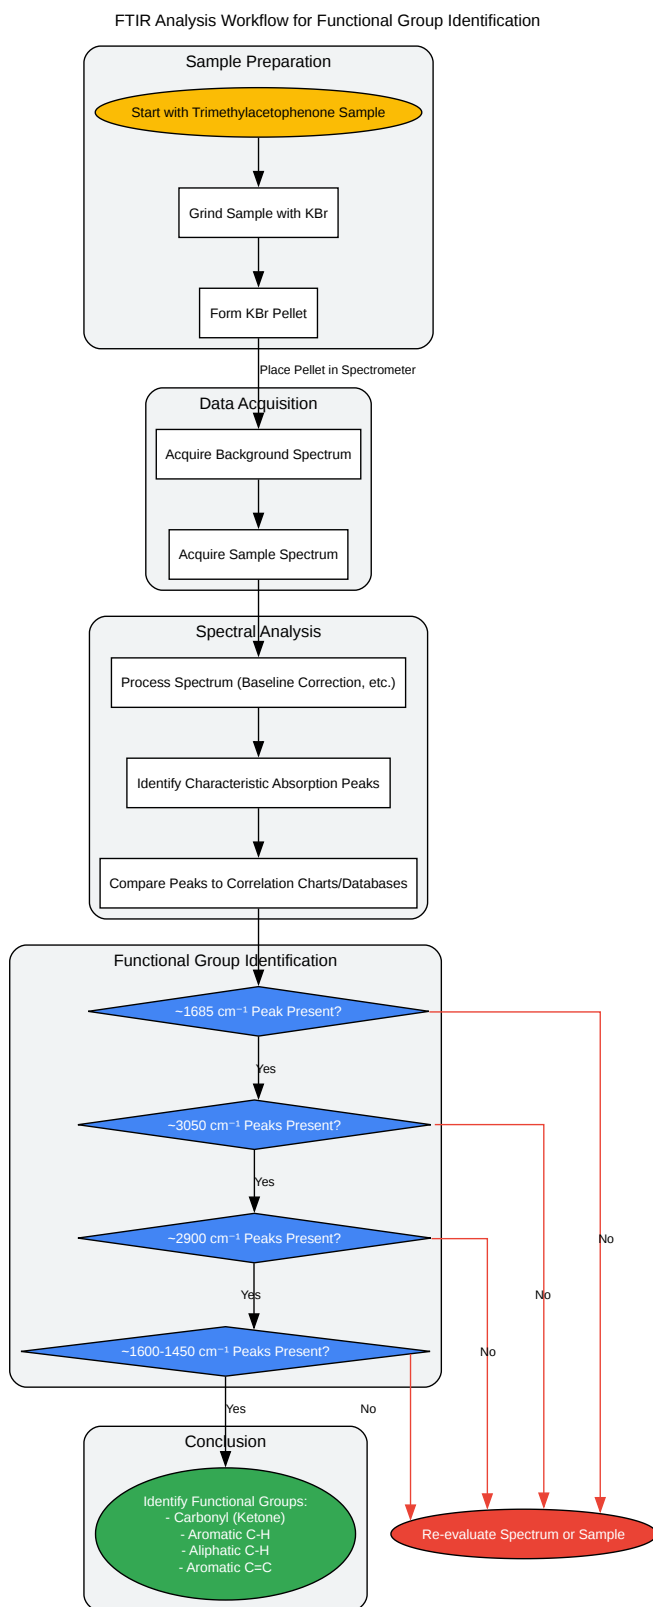 FTIR Analysis Workflow for Functional Group Identification
Sample Preparation
Start with Trimethylacetophenone Sample
Grind Sample with KBr
Form KBr Pellet
Place Pellet in Spectrometer
Data Acquisition
Acquire Background Spectrum
Acquire Sample Spectrum
Spectral Analysis
Process Spectrum (Baseline Correction, etc.)
Identify Characteristic Absorption Peaks
Compare Peaks to Correlation Charts/Databases
Functional Group Identification
~1685 cm⁻¹ Peak Present?
Yes
~3050 cm⁻¹ Peaks Present?
Yes
~2900 cm⁻¹ Peaks Present?
No
Yes
No
~1600-1450 cm⁻¹ Peaks Present?
No
Yes
No
Conclusion
Identify Functional Groups:
- Carbonyl (Ketone)
- Aromatic C-H
- Aliphatic C-H
- Aromatic C=C
Re-evaluate Spectrum or Sample